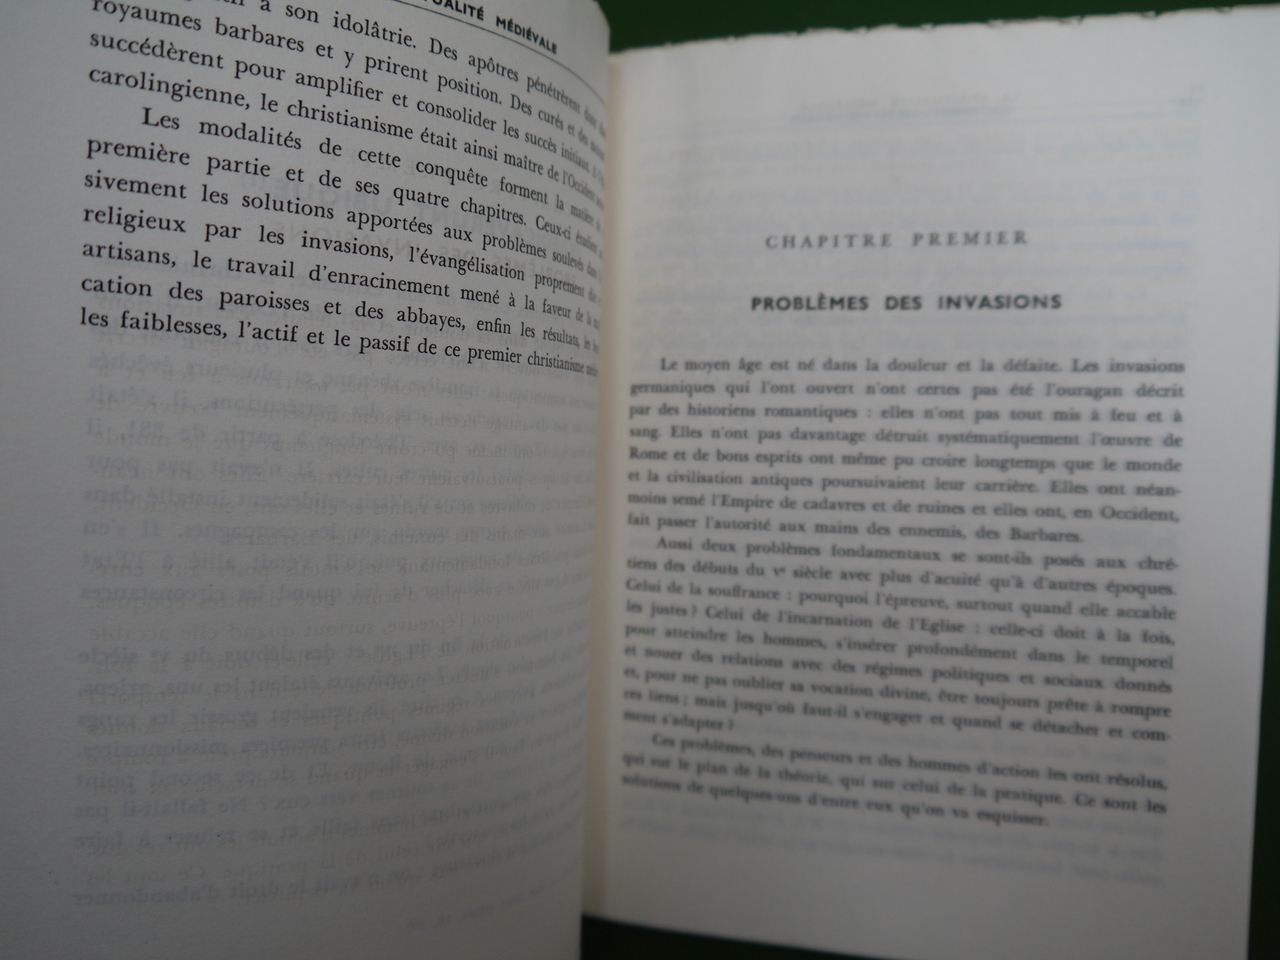 TUALITÉ MÉDIÉVALE
à son idolâtrie. Des apôtres pénétrèrent dans
royaumes barbares et y prirent position. Des curés et des
succédèrent pour amplifier et consolider les succès initiaux. A
carolingienne, le christianisme était ainsi maître de l'Occident
Les modalités de cette conquête forment la matière
première partie et de ses quatre chapitres. Ceux-ci étudient
sivement les solutions apportées aux problèmes soulevés dans
religieux par les invasions, l'évangélisation proprement dite
artisans, le travail d'enracinement mené à la faveur de la
cation des paroisses et des abbayes, enfin les résultats, les
les faiblesses, l'actif et le passif de ce premier christianisme
CHAPITRE PREMIER
PROBLÈMES DES INVASIONS
Le moyen âge est né dans la douleur et la défaite. Les invasions
germaniques qui l'ont ouvert n'ont certes pas été l'ouragan décrit
par des historiens romantiques : elles n'ont pas tout mis à feu et à
sang. Elles n'ont pas davantage détruit systématiquement l'œuvre de
Rome et de bons esprits ont même pu croire longtemps que le monde
et la civilisation antiques poursuivaient leur carrière. Elles ont néan-
moins semé l'Empire de cadavres et de ruines et elles ont, en Occident,
fait passer l'autorité aux mains des ennemis, des Barbares.
Aussi deux problèmes fondamentaux se sont-ils posés aux chré-
tiens des débuts du Ve siècle avec plus d'acuité qu'à d'autres époques.
Celui de la souffrance : pourquoi l'épreuve, surtout quand elle accable
les justes ? Celui de l'incarnation de l'Eglise : celle-ci doit à la fois,
pour atteindre les hommes, s'insérer profondément dans le temporel
et nouer des relations avec des régimes politiques et sociaux donnés
et, pour ne pas oublier sa vocation divine, être toujours prête à rompre
ces liens ; mais jusqu'où faut-il s'engager et quand se détacher et com-
ment s'adapter ?
Ces problèmes, des penseurs et des hommes d'action les ont résolus,
qui sur le plan de la théorie, qui sur celui de la pratique. Ce sont les
solutions de quelques-uns d'entre eux qu'on va esquisser.